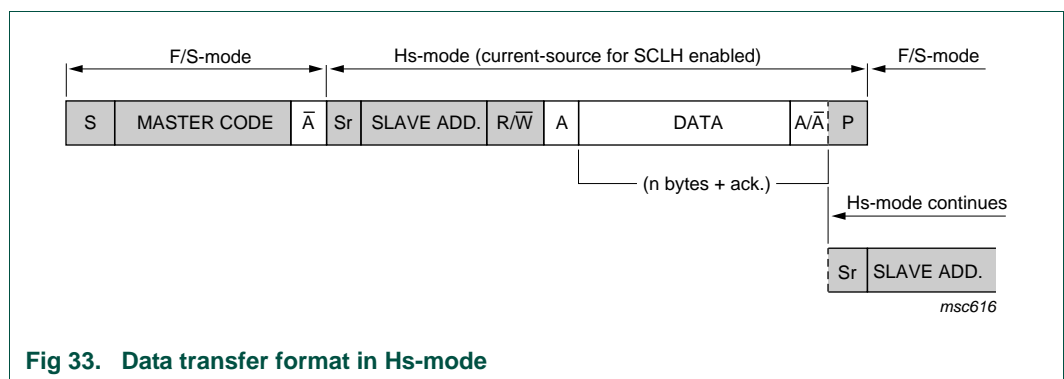 F/S-mode Hs-mode (current-source for SCLH enabled) F/S-mode
S MASTER CODE A̅ Sr SLAVE ADD. R/W̅ A DATA A/A̅ P
(n bytes + ack.)
Hs-mode continues
Sr SLAVE ADD.
msc616
Fig 33. Data transfer format in Hs-mode